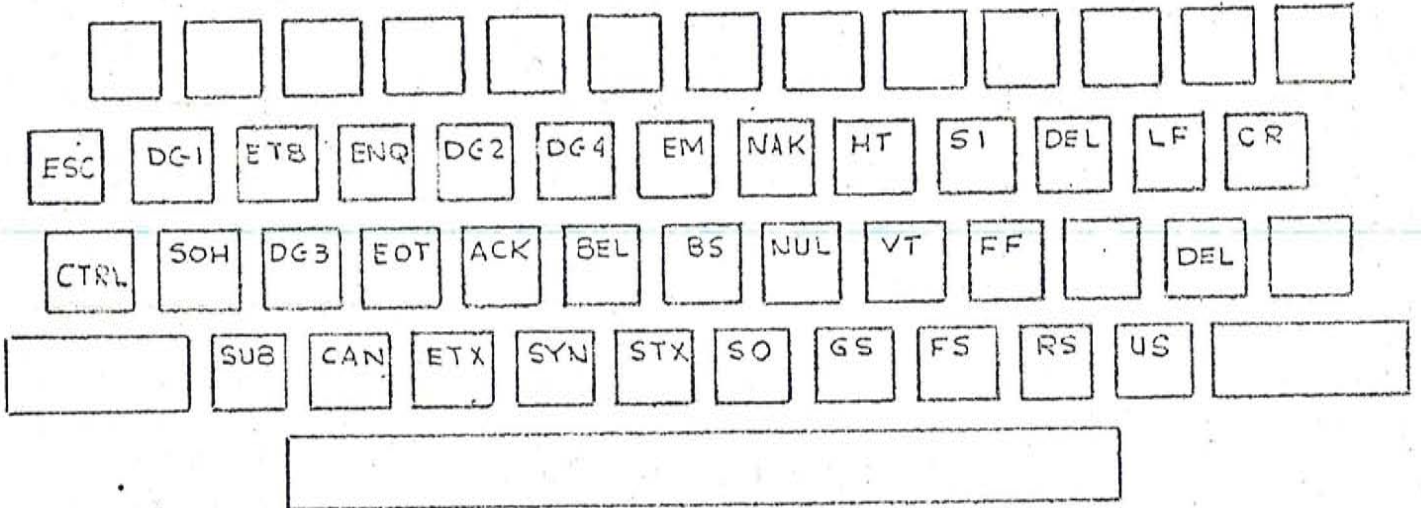 ESC DC1 ETB ENQ DC2 DC4 EM NAK HT SI DEL LF CR
CTRL SOH DC3 EOT ACK BEL BS NUL VT FF DEL
SUB CAN ETX SYN STX SO GS FS RS US